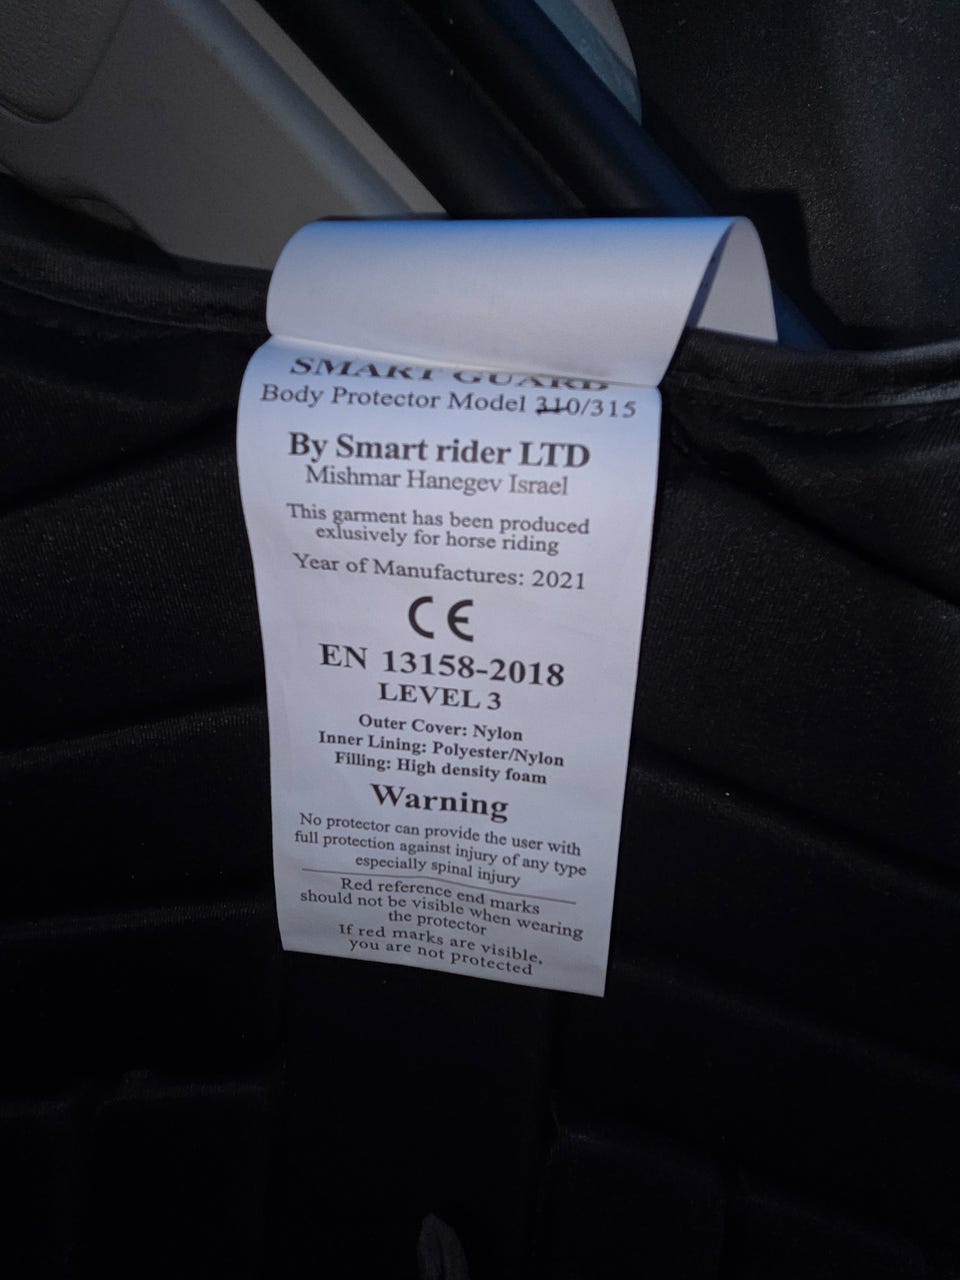 SMART GUARD
Body Protector Model 310/315
By Smart rider LTD
Mishmar Hanegev Israel
This garment has been produced
exlusively for horse riding
Year of Manufactures: 2021
CE
EN 13158-2018
LEVEL 3
Outer Cover: Nylon
Inner Lining: Polyester/Nylon
Filling: High density foam
Warning
No protector can provide the user with
full protection against injury of any type
especially spinal injury
Red reference end marks
should not be visible when wearing
the protector
If red marks are visible,
you are not protected